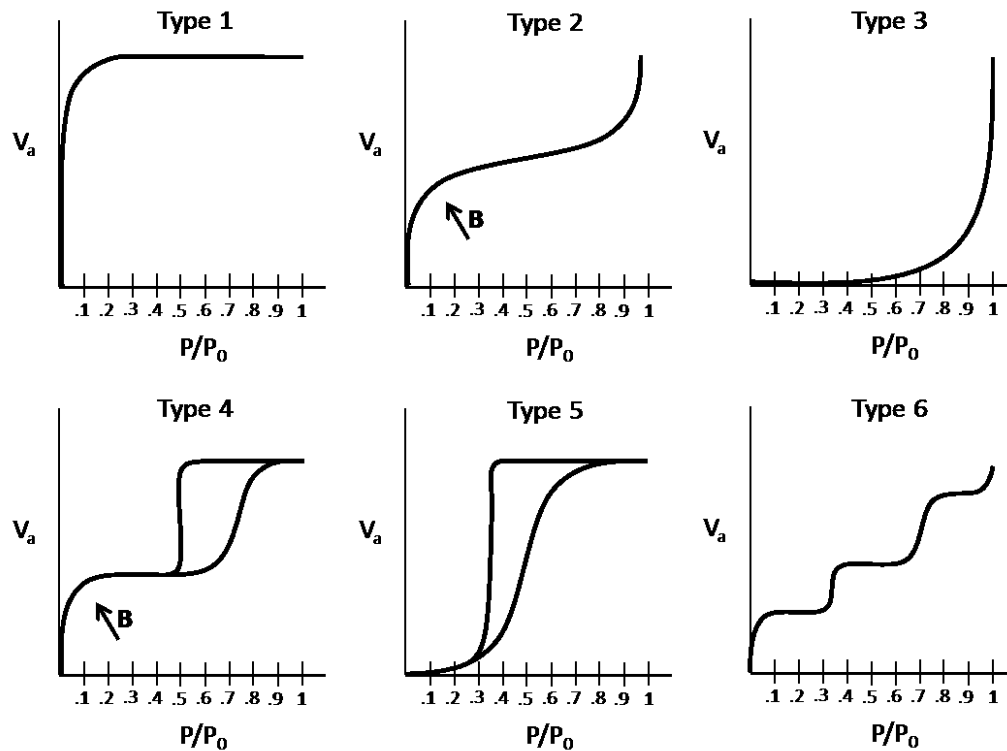 Type 1
Type 2
Type 3
Vₐ
Vₐ
Vₐ
B
.1 .2 .3 .4 .5 .6 .7 .8 .9 1
.1 .2 .3 .4 .5 .6 .7 .8 .9 1
.1 .2 .3 .4 .5 .6 .7 .8 .9 1
P/P₀
P/P₀
P/P₀
Type 4
Type 5
Type 6
Vₐ
Vₐ
Vₐ
B
.1 .2 .3 .4 .5 .6 .7 .8 .9 1
.1 .2 .3 .4 .5 .6 .7 .8 .9 1
.1 .2 .3 .4 .5 .6 .7 .8 .9 1
P/P₀
P/P₀
P/P₀